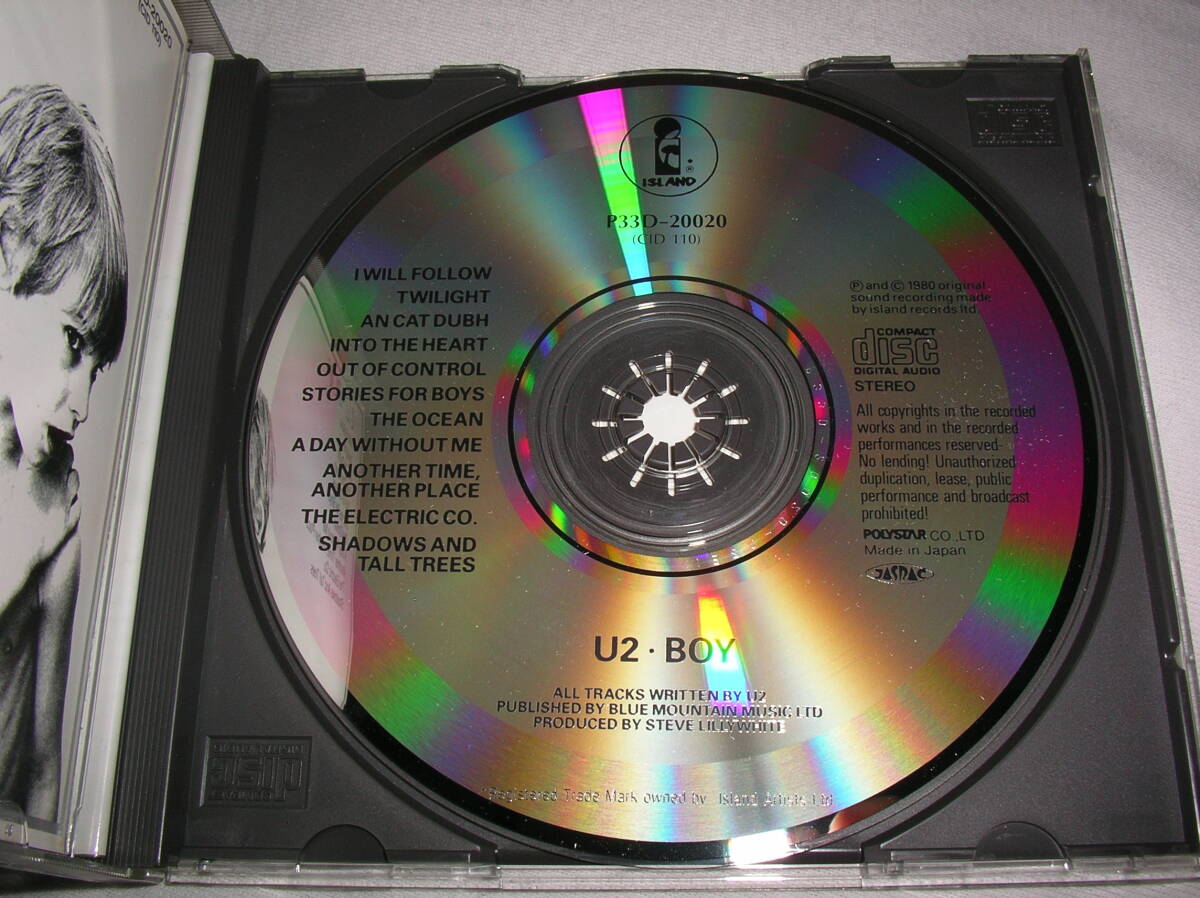 ISLAND
P33D-20020
(CID 110)
I WILL FOLLOW
TWILIGHT
AN CAT DUBH
INTO THE HEART
OUT OF CONTROL
STORIES FOR BOYS
THE OCEAN
A DAY WITHOUT ME
ANOTHER TIME,
ANOTHER PLACE
THE ELECTRIC CO.
SHADOWS AND
TALL TREES
Ⓟ and © 1980 original
sound recording made
by island records ltd
COMPACT
disc
DIGITAL AUDIO
STEREO
All copyrights in the recorded
works and in the recorded
performances reserved-
No lending! Unauthorized
duplication, lease, public
performance and broadcast
prohibited!
POLYSTAR CO.,LTD
Made in Japan
JASRAC
U2 · BOY
ALL TRACKS WRITTEN BY U2
PUBLISHED BY BLUE MOUNTAIN MUSIC LTD
PRODUCED BY STEVE LILLYWHITE
Registered Trade Mark owned by Island Artists Ltd
-20020
(CID 110)